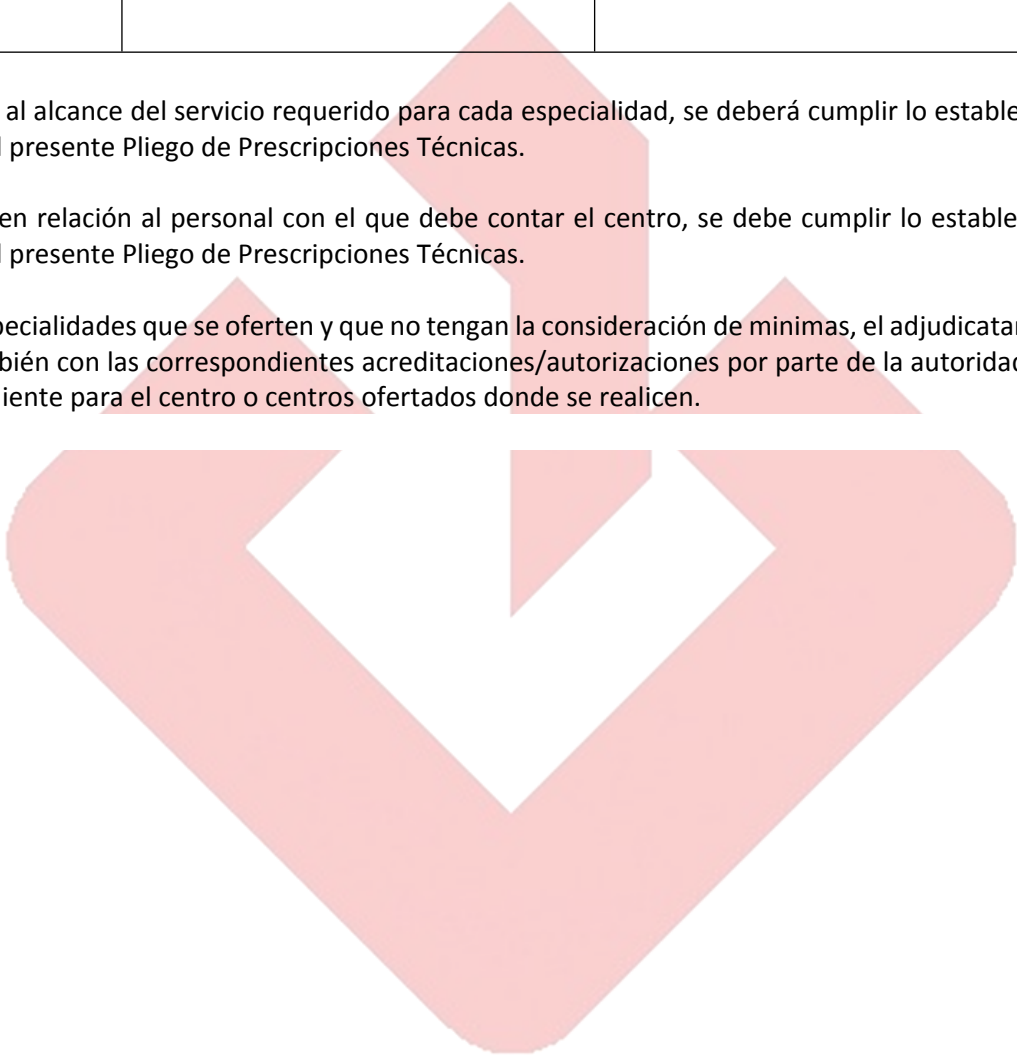 al alcance del servicio requerido para cada especialidad, se deberá cumplir lo estable
presente Pliego de Prescripciones Técnicas.
en relación al personal con el que debe contar el centro, se debe cumplir lo estable
presente Pliego de Prescripciones Técnicas.
pecialidades que se oferten y que no tengan la consideración de minimas, el adjudicatar
bién con las correspondientes acreditaciones/autorizaciones por parte de la autoridad
iente para el centro o centros ofertados donde se realicen.